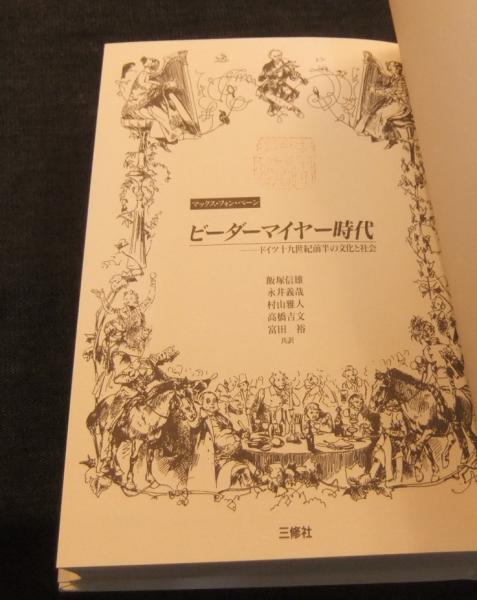 マックス・フォン・ベーン
ビーダーマイヤー時代
——ドイツ十九世紀前半の文化と社会
飯塚信雄
永井義哉
村山雅人
高橋吉文
富田 裕
共訳
三修社